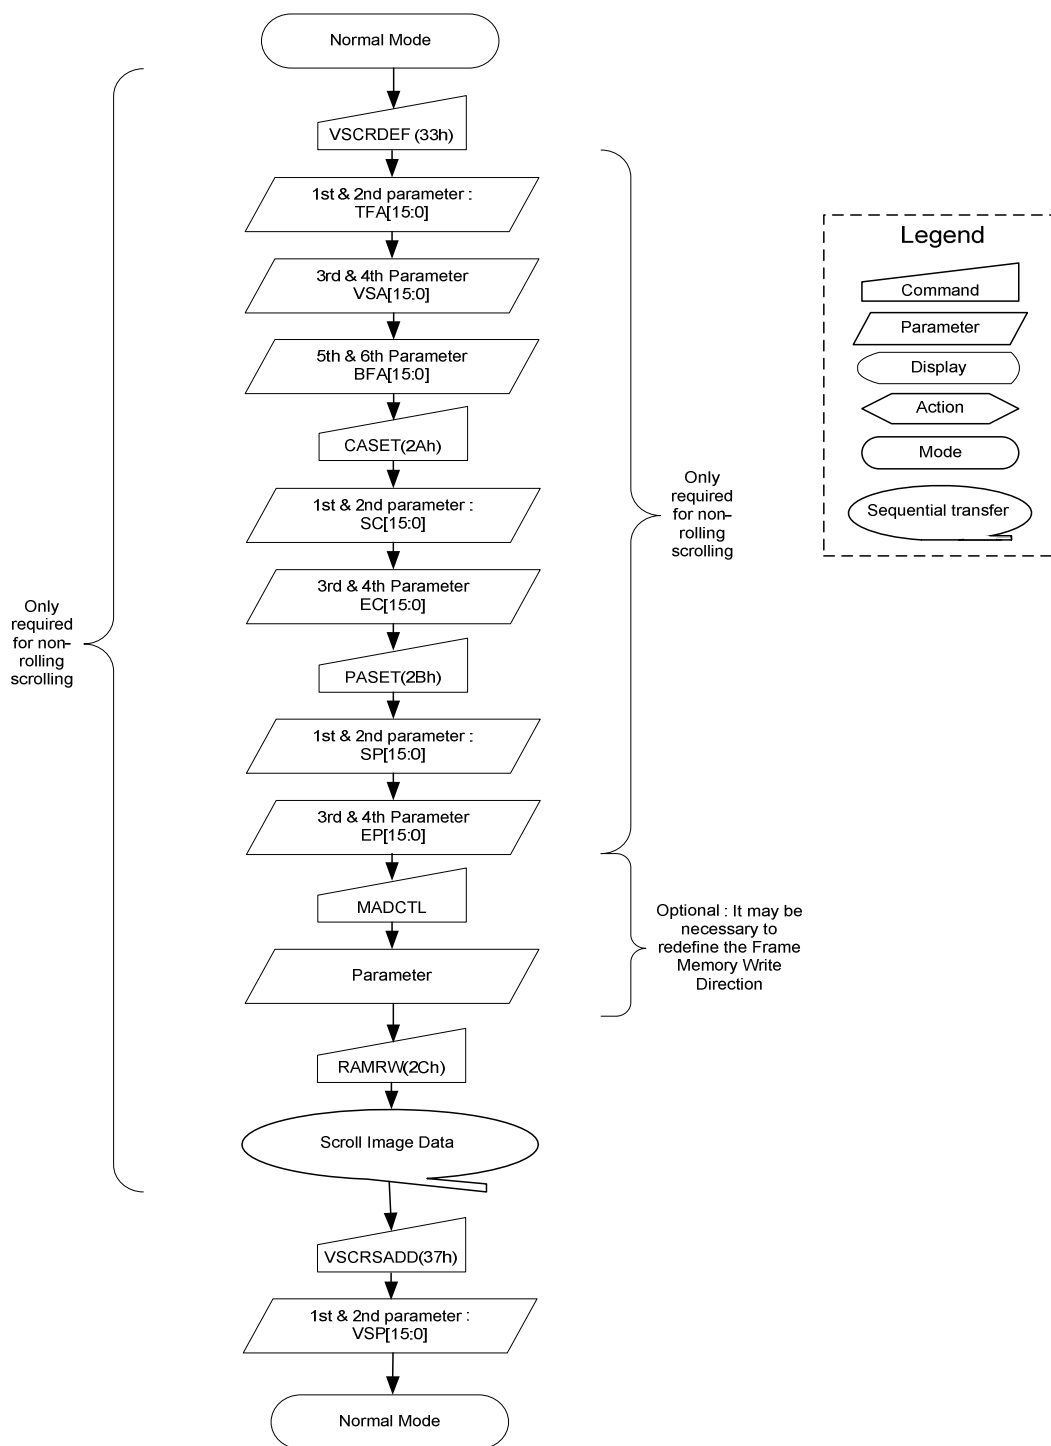 Normal Mode
VSCRDEF (33h)
1st & 2nd parameter :
TFA[15:0]
3rd & 4th Parameter
VSA[15:0]
5th & 6th Parameter
BFA[15:0]
CASET(2Ah)
1st & 2nd parameter :
SC[15:0]
3rd & 4th Parameter
EC[15:0]
PASET(2Bh)
1st & 2nd parameter :
SP[15:0]
3rd & 4th Parameter
EP[15:0]
MADCTL
Parameter
RAMRW(2Ch)
Scroll Image Data
VSCRSADD(37h)
1st & 2nd parameter :
VSP[15:0]
Normal Mode
Only
required
for non-
rolling
scrolling
Only
required
for non-
rolling
scrolling
Optional : It may be
necessary to
redefine the Frame
Memory Write
Direction
Legend
Command
Parameter
Display
Action
Mode
Sequential transfer